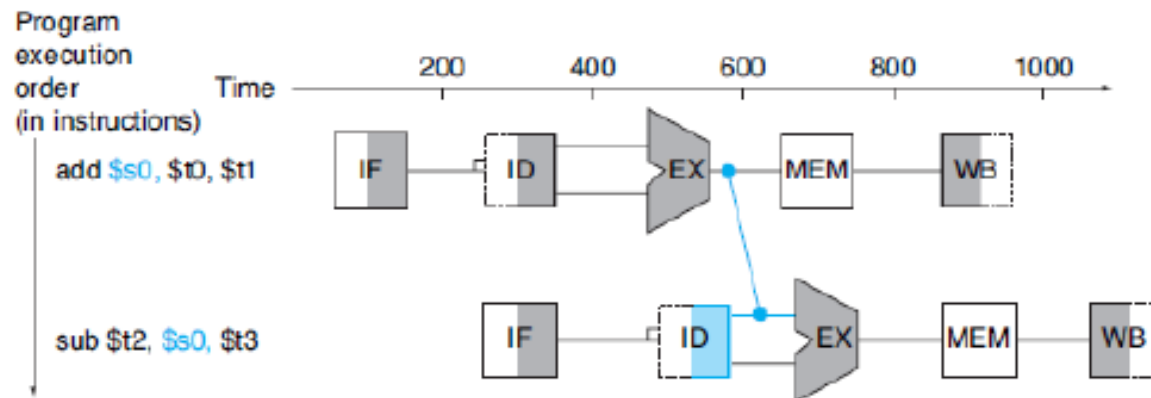 Program
execution
order
(in instructions)
Time
200 400 600 800 1000
add $s0, $t0, $t1
IF ID EX MEM WB
sub $t2, $s0, $t3
IF ID EX MEM WB